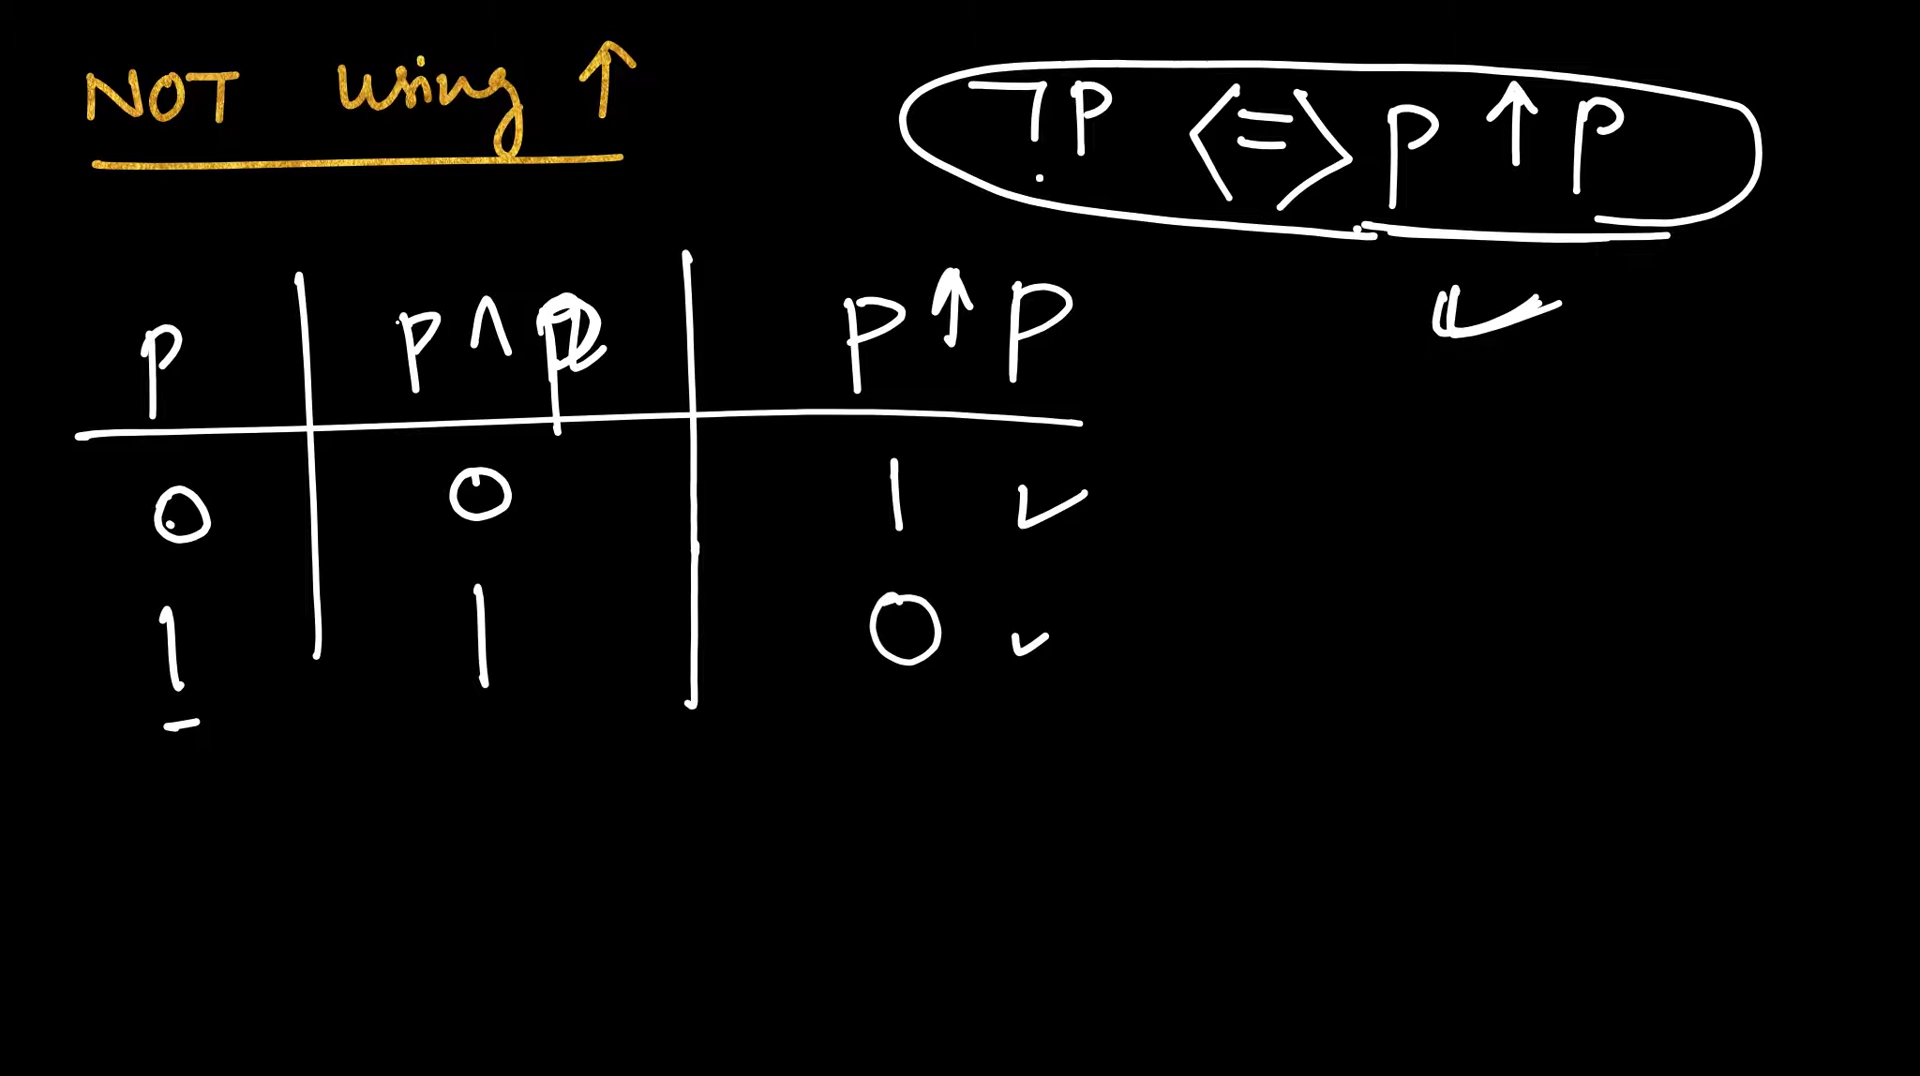 NOT using ↑
¬p <=> p ↑ p
p | p ∧ p | p ↑ p
0 | 0 | 1 ✓
1 | 1 | 0 ✓